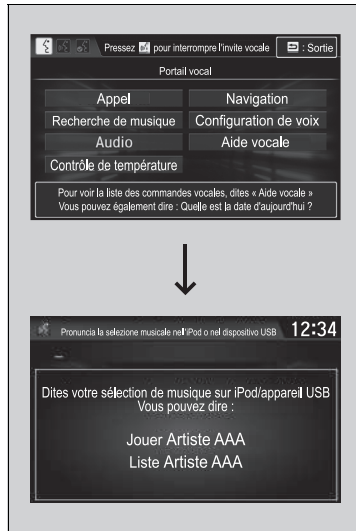 Pressez pour interrompre l'invite vocale : Sortie
Portail vocal
Appel Navigation
Recherche de musique Configuration de voix
Audio Aide vocale
Contrôle de température
Pour voir la liste des commandes vocales, dites « Aide vocale »
Vous pouvez également dire : Quelle est la date d'aujourd'hui ?
Pronuncia la selezione musicale nell'iPod o nel dispositivo USB 12:34
Dites votre sélection de musique sur iPod/appareil USB
Vous pouvez dire :
Jouer Artiste AAA
Liste Artiste AAA